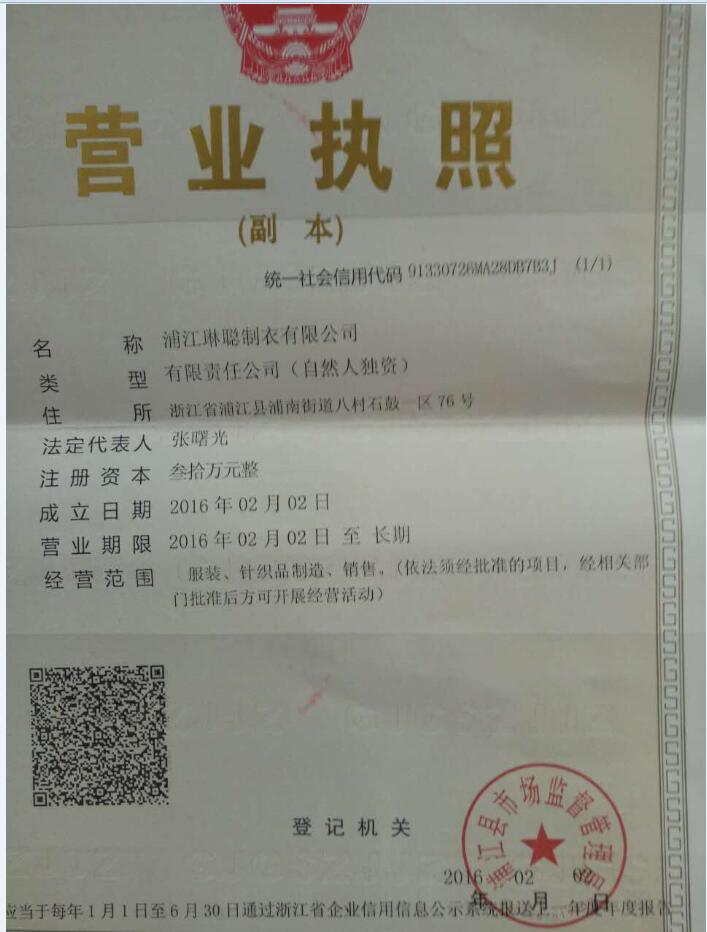 营业执照
(副 本)
统一社会信用代码 91330726MA28DB7B3J (1/1)
名 称 浦江琳聪制衣有限公司
类 型 有限责任公司（自然人独资）
住 所 浙江省浦江县浦南街道八村石鼓一区76号
法定代表人 张曙光
注 册 资 本 叁拾万元整
成 立 日 期 2016年02月02日
营 业 期 限 2016年02月02日 至 长期
经 营 范 围 服装、针织品制造、销售。（依法须经批准的项目，经相关部
门批准后方可开展经营活动）
登 记 机 关
浦江县市场监督管理局
2016 02 02
年 月 日
应当于每年1月1日至6月30日通过浙江省企业信用信息公示系统报送上一年度年度报告